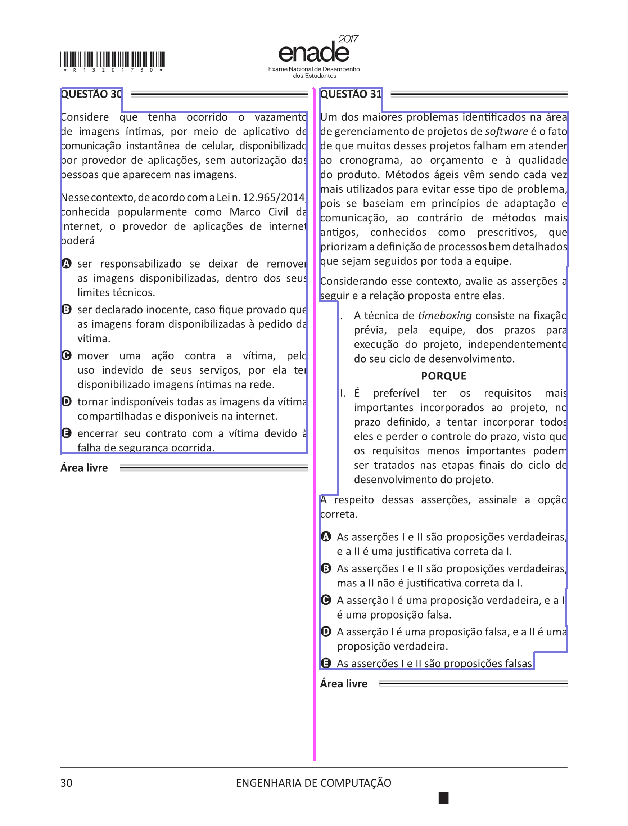 *R1320173D*
enade 2017
Exame Nacional de Desempenho
dos Estudantes
QUESTÃO 30
Considere que tenha ocorrido o vazamento
de imagens íntimas, por meio de aplicativo de
comunicação instantânea de celular, disponibilizado
por provedor de aplicações, sem autorização das
pessoas que aparecem nas imagens.
Nesse contexto, de acordo com a Lei n. 12.965/2014,
conhecida popularmente como Marco Civil da
Internet, o provedor de aplicações de internet
poderá
A ser responsabilizado se deixar de remover
as imagens disponibilizadas, dentro dos seus
limites técnicos.
B ser declarado inocente, caso fique provado que
as imagens foram disponibilizadas à pedido da
vítima.
C mover uma ação contra a vítima, pelo
uso indevido de seus serviços, por ela ter
disponibilizado imagens íntimas na rede.
D tornar indisponíveis todas as imagens da vítima
compartilhadas e disponíveis na internet.
E encerrar seu contrato com a vítima devido à
falha de segurança ocorrida.
Área livre
QUESTÃO 31
Um dos maiores problemas identificados na área
de gerenciamento de projetos de software é o fato
de que muitos desses projetos falham em atender
ao cronograma, ao orçamento e à qualidade
do produto. Métodos ágeis vêm sendo cada vez
mais utilizados para evitar esse tipo de problema,
pois se baseiam em princípios de adaptação e
comunicação, ao contrário de métodos mais
antigos, conhecidos como prescritivos, que
priorizam a definição de processos bem detalhados
que sejam seguidos por toda a equipe.
Considerando esse contexto, avalie as asserções a
seguir e a relação proposta entre elas.
I. A técnica de timeboxing consiste na fixação
prévia, pela equipe, dos prazos para
execução do projeto, independentemente
do seu ciclo de desenvolvimento.
PORQUE
II. É preferível ter os requisitos mais
importantes incorporados ao projeto, no
prazo definido, a tentar incorporar todos
eles e perder o controle do prazo, visto que
os requisitos menos importantes podem
ser tratados nas etapas finais do ciclo de
desenvolvimento do projeto.
A respeito dessas asserções, assinale a opção
correta.
A As asserções I e II são proposições verdadeiras,
e a II é uma justificativa correta da I.
B As asserções I e II são proposições verdadeiras,
mas a II não é justificativa correta da I.
C A asserção I é uma proposição verdadeira, e a II
é uma proposição falsa.
D A asserção I é uma proposição falsa, e a II é uma
proposição verdadeira.
E As asserções I e II são proposições falsas.
Área livre
30
ENGENHARIA DE COMPUTAÇÃO